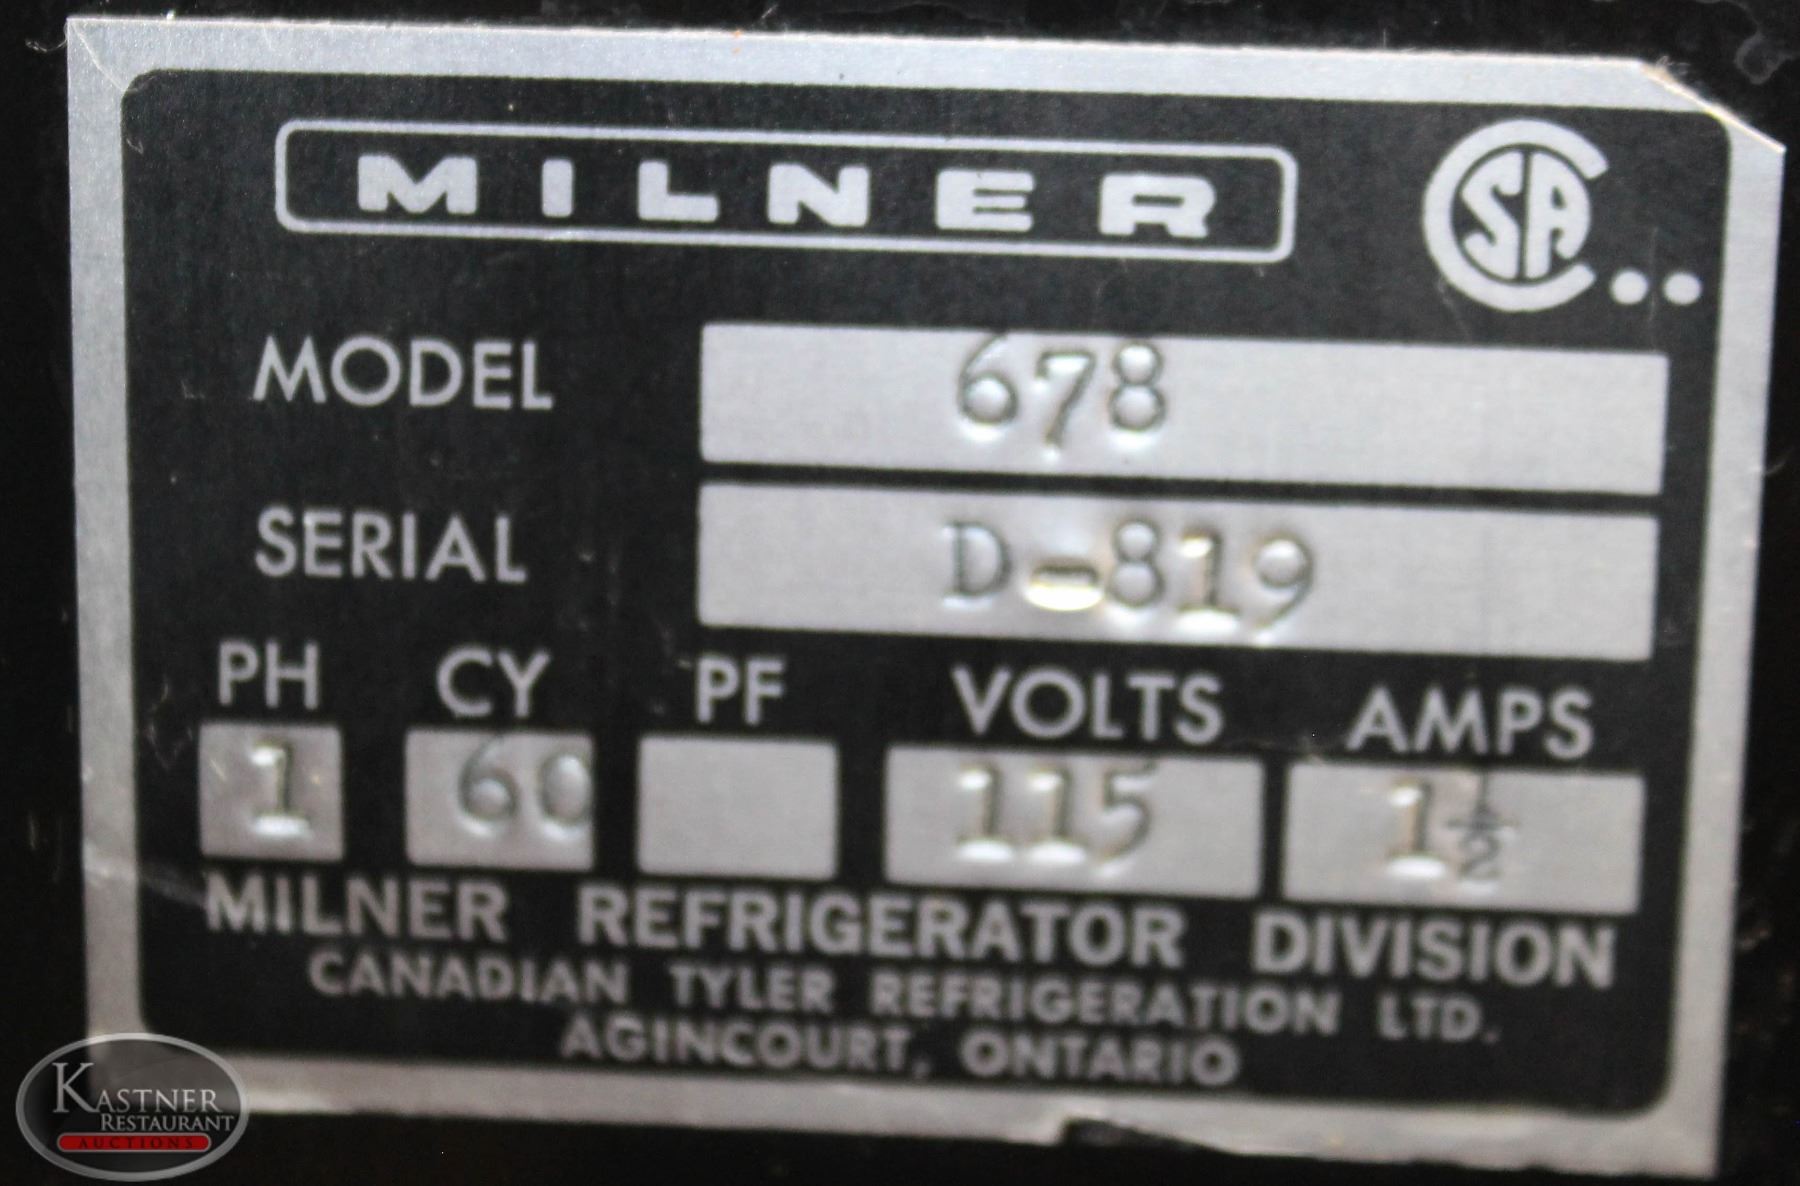 MILNER CSA
MODEL 678
SERIAL D-819
PH CY PF VOLTS AMPS
1 60 115 1½
MILNER REFRIGERATOR DIVISION
CANADIAN TYLER REFRIGERATION LTD.
AGINCOURT, ONTARIO
KASTNER
RESTAURANT
AUCTIONS